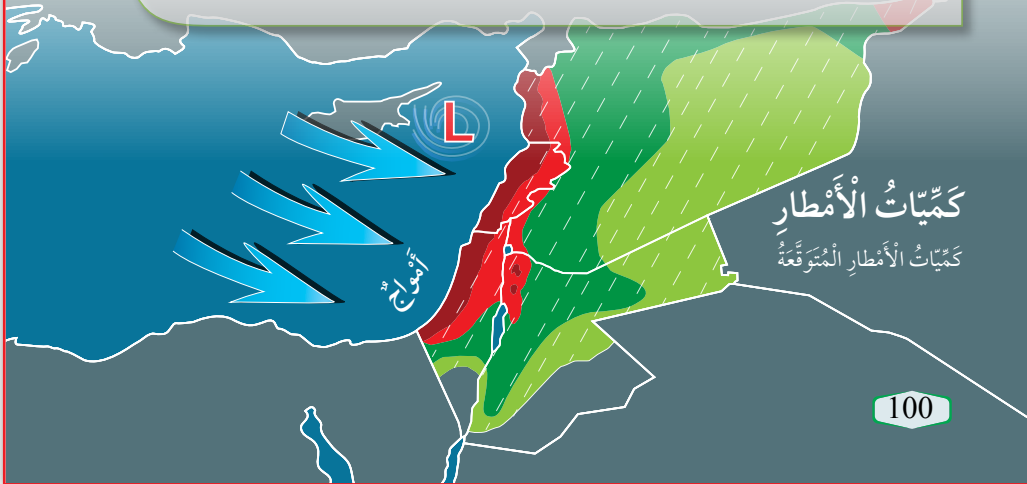 L
كَمِّيّاتُ الْأَمْطارِ
كَمِّيّاتُ الْأَمْطارِ الْمُتَوَقَّعَةُ
أَمْواجٌ
100